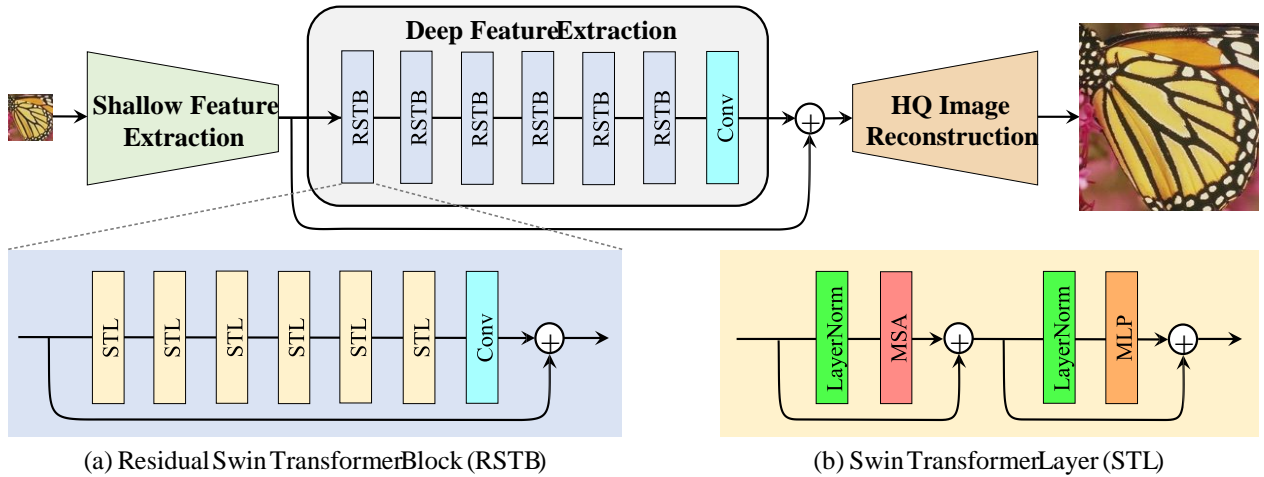 Deep Feature Extraction
Shallow Feature
Extraction
RSTB
RSTB
RSTB
RSTB
RSTB
RSTB
Conv
+
HQ Image
Reconstruction
STL
STL
STL
STL
STL
STL
Conv
+
LayerNorm
MSA
+
LayerNorm
MLP
+
(a) Residual Swin Transformer Block (RSTB)
(b) Swin Transformer Layer (STL)